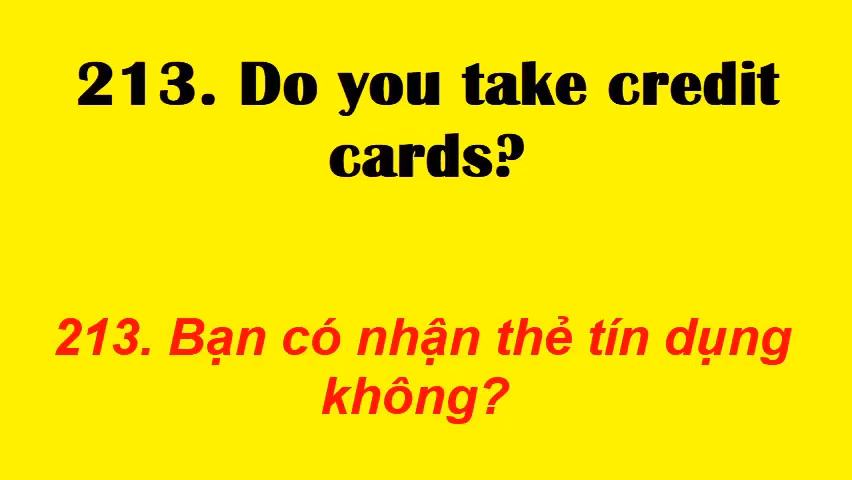 213. Do you take credit
cards?
213. Bạn có nhận thẻ tín dụng
không?